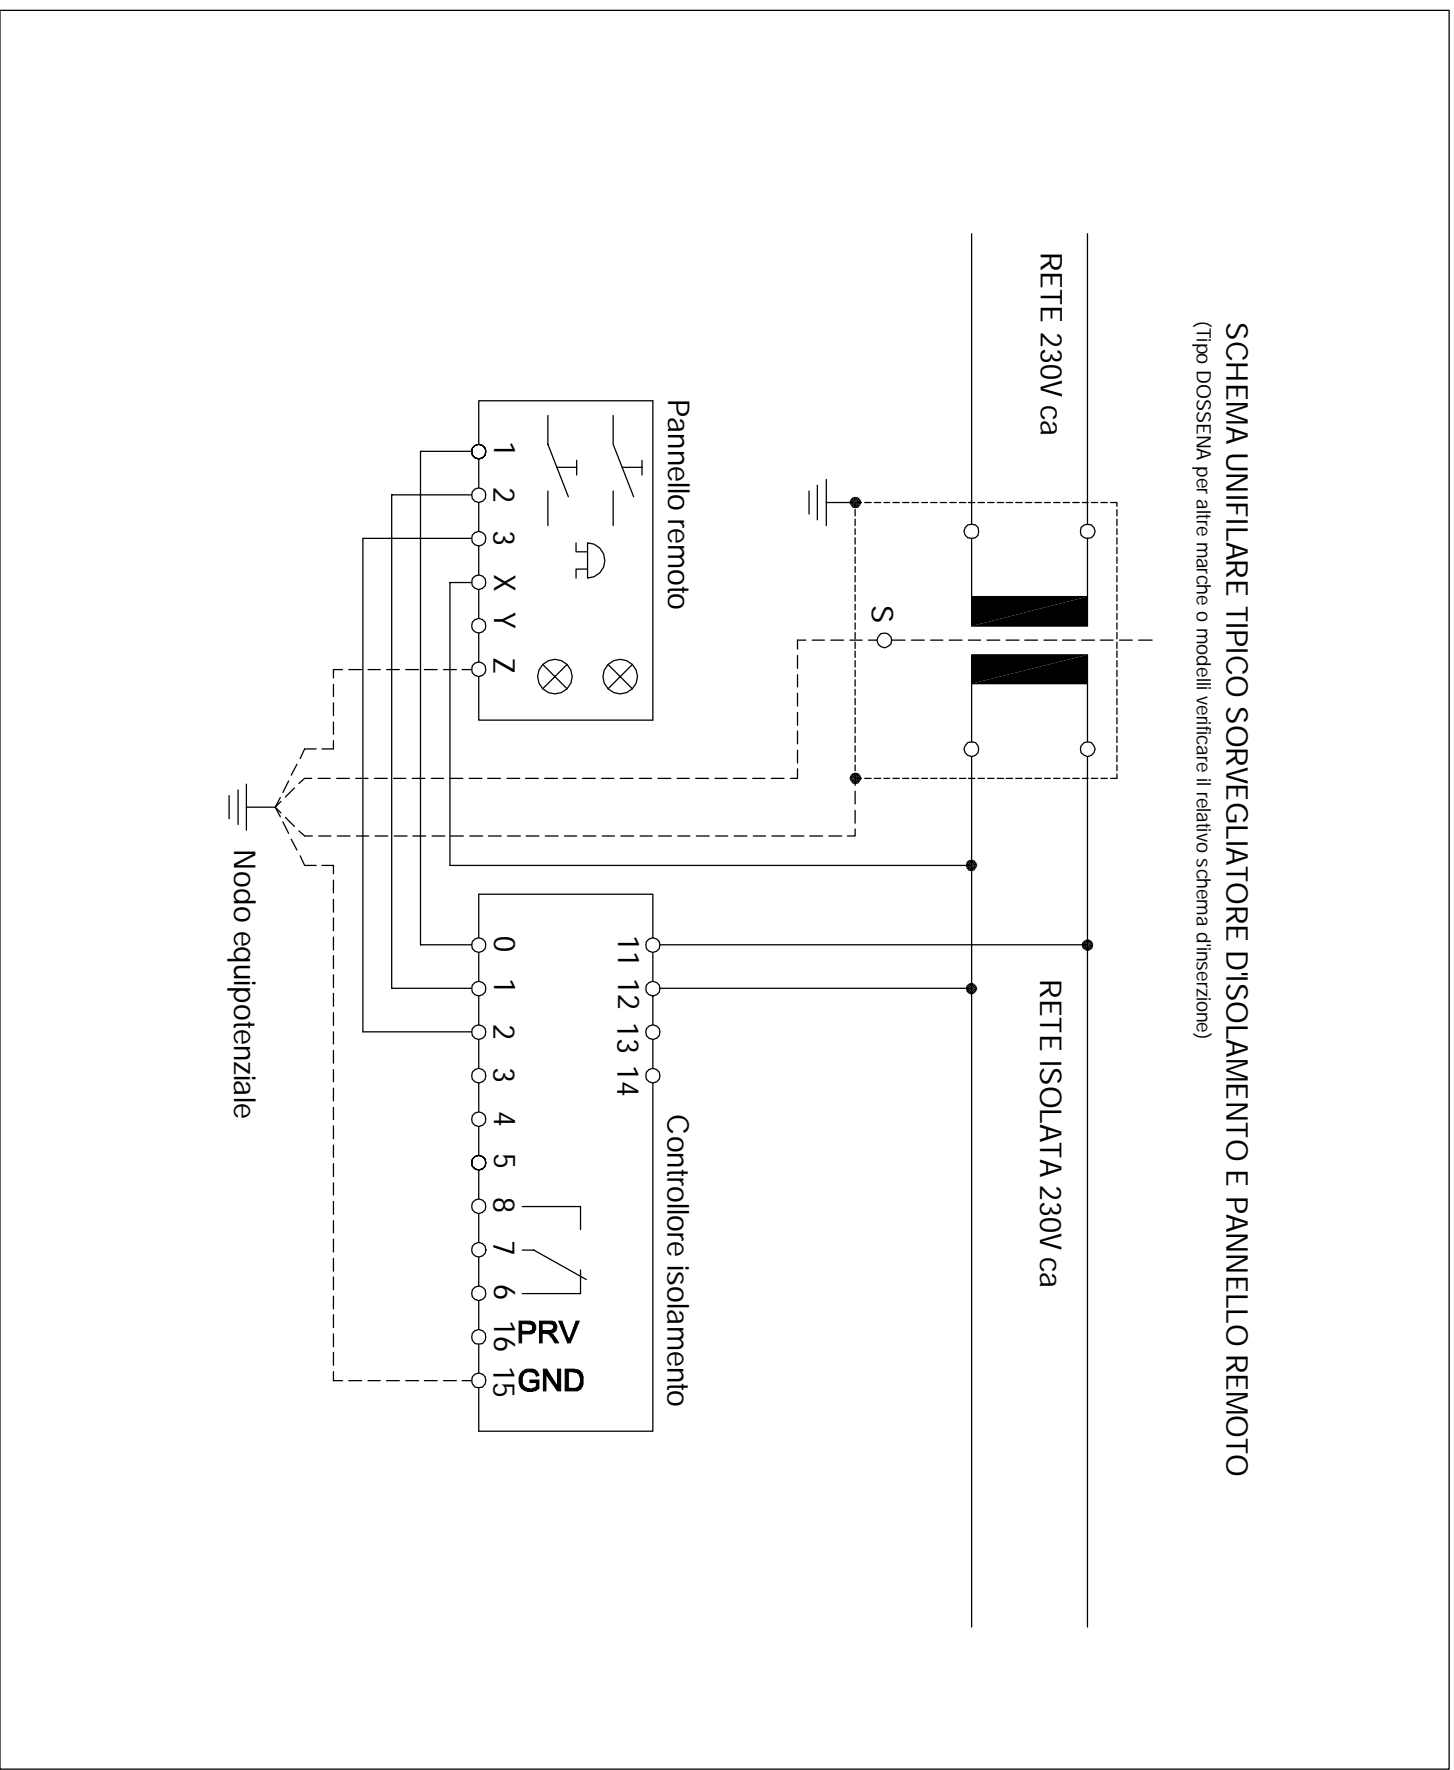 SCHEMA UNIFILARE TIPICO SORVEGLIATORE D'ISOLAMENTO E PANNELLO REMOTO
(Tipo DOSSENA per altre marche o modelli verificare il relativo schema d'inserzione)
RETE 230V ca
RETE ISOLATA 230V ca
S
Pannello remoto
1 2 3 X Y Z
Controllore isolamento
11 12 13 14
0 1 2 3 4 5 8 7 6 16 15
PRV
GND
Nodo equipotenziale